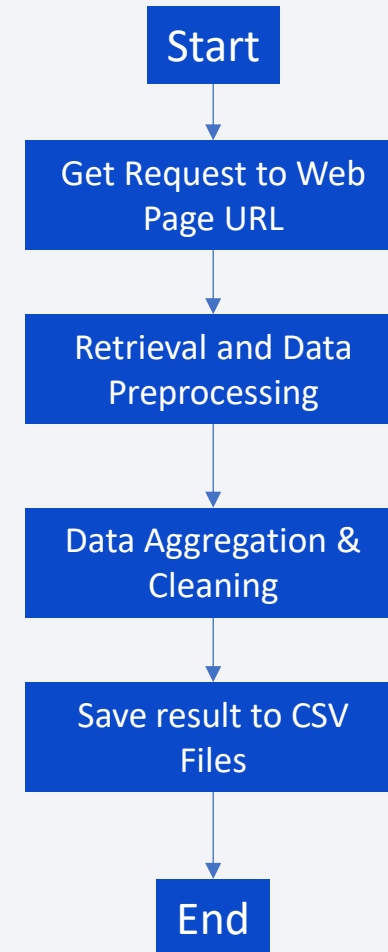 Start
Get Request to Web
Page URL
Retrieval and Data
Preprocessing
Data Aggregation &
Cleaning
Save result to CSV
Files
End